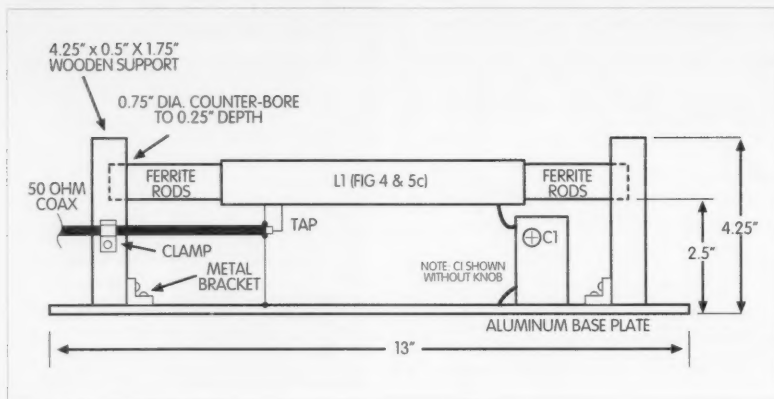 4.25" x 0.5" X 1.75"
WOODEN SUPPORT
0.75" DIA. COUNTER-BORE
TO 0.25" DEPTH
FERRITE
RODS
L1 (FIG 4 & 5c)
FERRITE
RODS
50 OHM
COAX
TAP
C1
CLAMP
METAL
BRACKET
NOTE: C1 SHOWN
WITHOUT KNOB
2.5"
4.25"
ALUMINUM BASE PLATE
13"